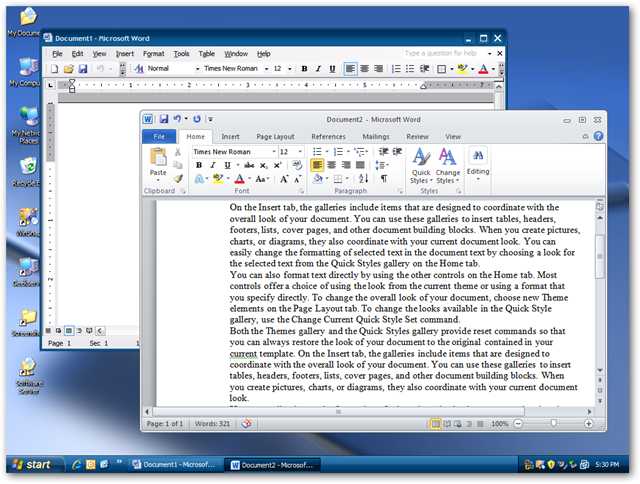 My Docume
My Compu
My Network
Places
Recycle B
Screensho
Software
Server
Document1 - Microsoft Word
File Edit View Insert Format Tools Table Window Help Type a question for help
Normal Times New Roman 12 B I U
Page 1 Sec 1
Document2 - Microsoft Word
File Home Insert Page Layout References Mailings Review View
Paste
Times New Roman 12
B I U abc x₂ x²
Quick
Styles
Change
Styles
Editing
Clipboard Font Paragraph Styles
On the Insert tab, the galleries include items that are designed to coordinate with the
overall look of your document. You can use these galleries to insert tables, headers,
footers, lists, cover pages, and other document building blocks. When you create pictures,
charts, or diagrams, they also coordinate with your current document look. You can
easily change the formatting of selected text in the document text by choosing a look for
the selected text from the Quick Styles gallery on the Home tab.
You can also format text directly by using the other controls on the Home tab. Most
controls offer a choice of using the look from the current theme or using a format that
you specify directly. To change the overall look of your document, choose new Theme
elements on the Page Layout tab. To change the looks available in the Quick Style
gallery, use the Change Current Quick Style Set command.
Both the Themes gallery and the Quick Styles gallery provide reset commands so that
you can always restore the look of your document to the original contained in your
current template. On the Insert tab, the galleries include items that are designed to
coordinate with the overall look of your document. You can use these galleries to insert
tables, headers, footers, lists, cover pages, and other document building blocks. When
you create pictures, charts, or diagrams, they also coordinate with your current document
look.
Page: 1 of 1 Words: 321 100%
start Document1 - Microsof... Document2 - Microsof... 5:30 PM